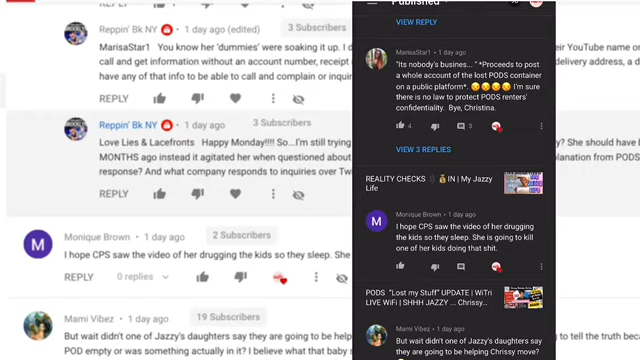 Reppin' Bk NY • 1 day ago (edited) 3 Subscribers
MarisaStar1 You know her 'dummies' were soaking it up. I d
eir YouTube name or
call and get information without an account number, receipt
delivery address, a d
have any of that info to be able to call and complain or inquir
REPLY
Reppin' Bk NY • 1 day ago 3 Subscribers
Love Lies & Lacefronts Happy Monday!!!! So...I'm still trying
y? She should have b
MONTHS ago instead it agitated her when questioned about
planation from PODS
response? And what company responds to inquiries over Tw
REPLY
Monique Brown • 1 day ago 2 Subscribers
I hope CPS saw the video of her drugging the kids so they sleep. She
REPLY 0 replies
Mami Vibez • 1 day ago 19 Subscribers
But wait didn't one of Jazzy's daughters say they are going to be helping
to tell the truth becau
POD empty or was something actually in it? I believe what that baby s
Published
VIEW REPLY
MarisaStar1 • 1 day ago
"Its nobody's business... " *Proceeds to post
a whole account of the lost PODS container
on a public platform*. 😏😏😏😏 I'm sure
there is no law to protect PODS renters'
confidentiality. Bye, Christina.
4 3
VIEW 3 REPLIES
REALITY CHECKS 💰 IN | My Jazzy
Life
Monique Brown • 1 day ago
I hope CPS saw the video of her drugging
the kids so they sleep. She is going to kill
one of her kids doing that shit.
PODS "Lost my Stuff" UPDATE | WiTri
LIVE WiFi | SHHH JAZZY ... Chrissy...
Mami Vibez • 1 day ago
But wait didn't one of Jazzy's daughters say
they are going to be helping Chrissy move?